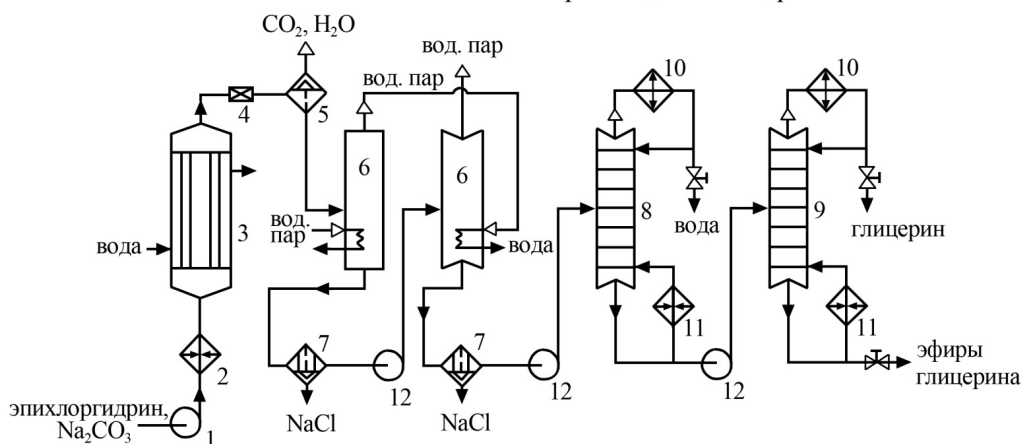 CO₂, H₂O
вод. пар
вод. пар
10
10
4
5
6
6
3
8
9
вода
вод.
пар
вода
вода
глицерин
2
7
7
11
11
12
12
12
эпихлоргидрин,
Na₂CO₃
1
NaCl
NaCl
эфиры
глицерина